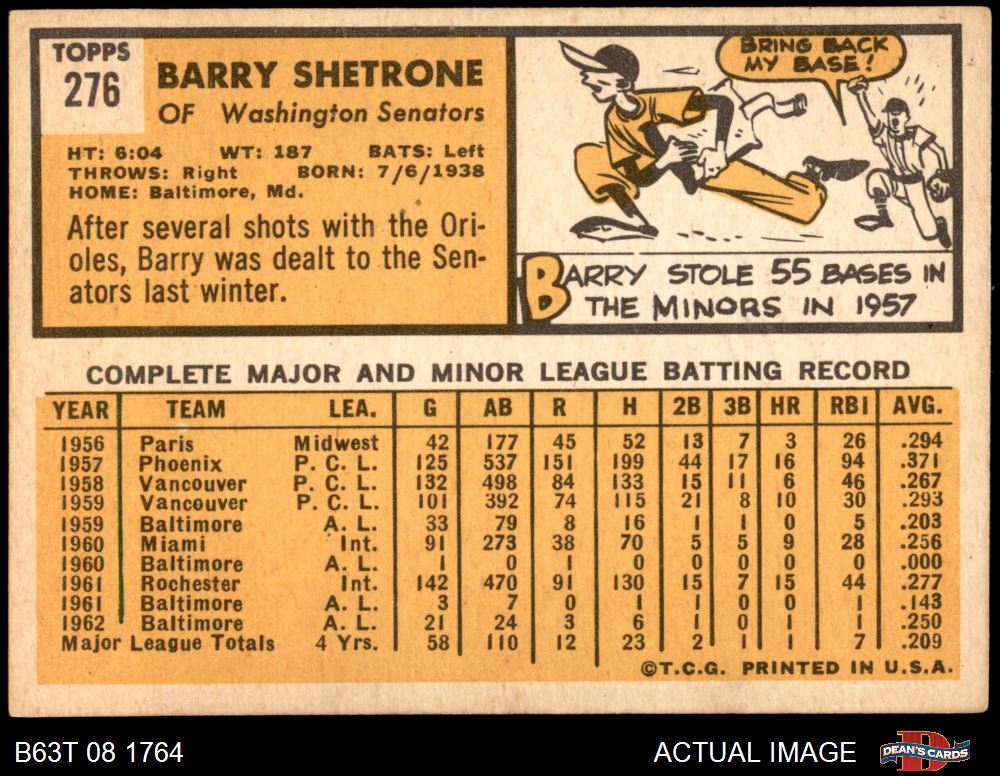 TOPPS
276
BARRY SHETRONE
OF Washington Senators
HT: 6:04 WT: 187 BATS: Left
THROWS: Right BORN: 7/6/1938
HOME: Baltimore, Md.
After several shots with the Ori-
oles, Barry was dealt to the Sen-
ators last winter.
BRING BACK
MY BASE!
BARRY STOLE 55 BASES IN
THE MINORS IN 1957
COMPLETE MAJOR AND MINOR LEAGUE BATTING RECORD
YEAR TEAM LEA. G AB R H 2B 3B HR RBI AVG.
1956 Paris Midwest 42 177 45 52 13 7 3 26 .294
1957 Phoenix P. C. L. 125 537 151 199 44 17 16 94 .371
1958 Vancouver P. C. L. 132 498 84 133 15 11 6 46 .267
1959 Vancouver P. C. L. 101 392 74 115 21 8 10 30 .293
1959 Baltimore A. L. 33 79 8 16 1 1 0 5 .203
1960 Miami Int. 91 273 38 70 5 5 9 28 .256
1960 Baltimore A. L. 1 0 1 0 0 0 0 0 .000
1961 Rochester Int. 142 470 91 130 15 7 15 44 .277
1961 Baltimore A. L. 3 7 0 1 1 0 0 1 .143
1962 Baltimore A. L. 21 24 3 6 1 0 1 1 .250
Major League Totals 4 Yrs. 58 110 12 23 2 1 1 7 .209
©T.C.G. PRINTED IN U.S.A.
B63T 08 1764
ACTUAL IMAGE
DEAN'S CARDS